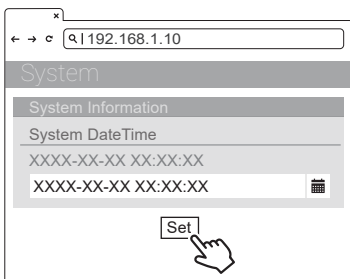 ×
192.168.1.10
System
System Information
System DateTime
XXXX-XX-XX XX:XX:XX
XXXX-XX-XX XX:XX:XX
Set